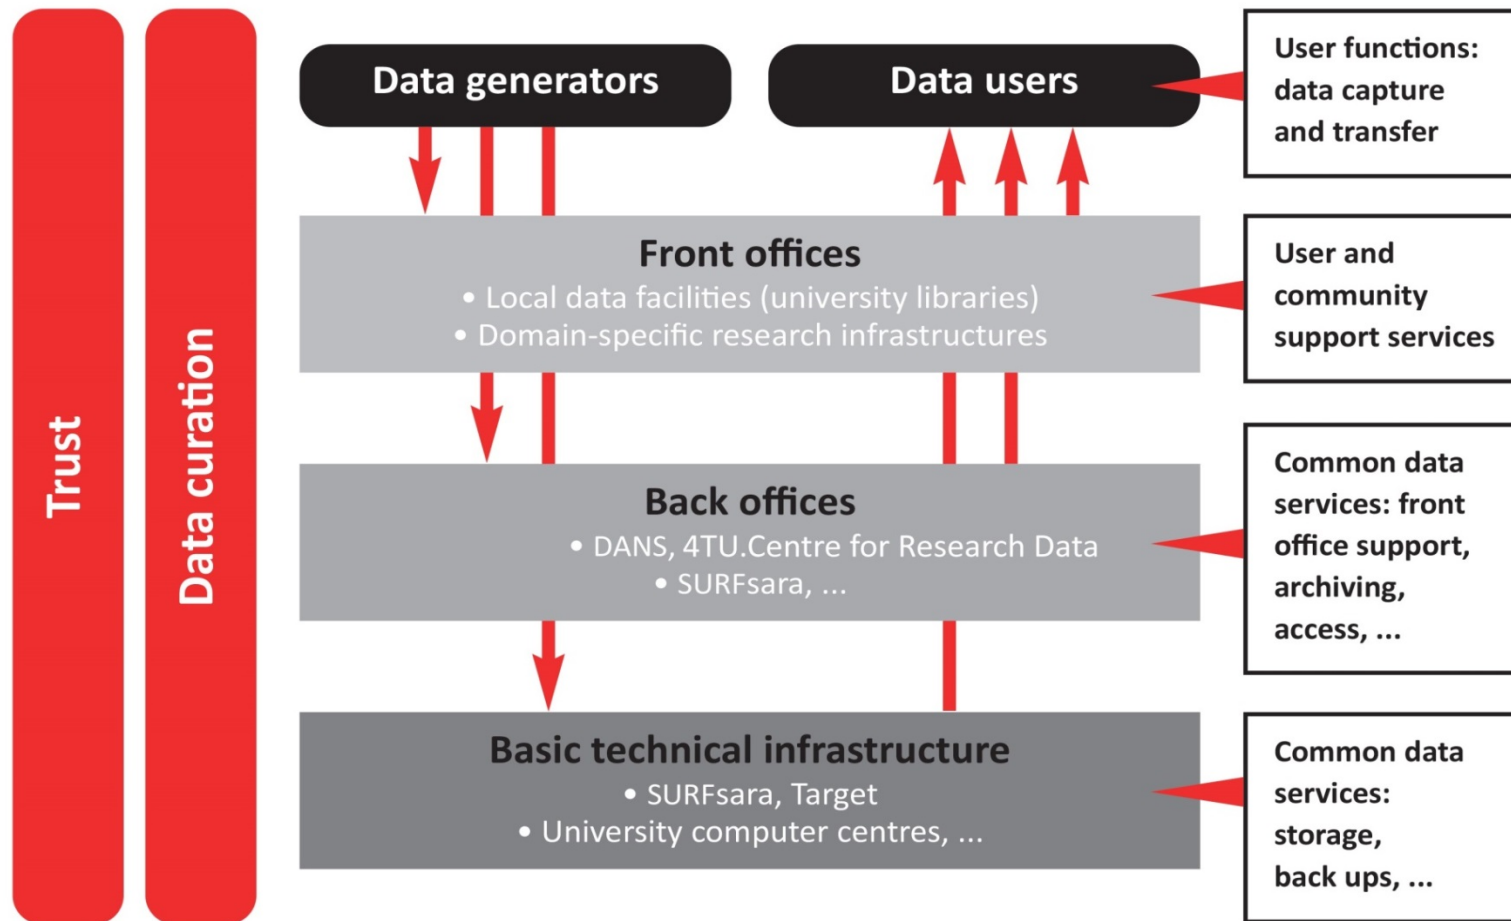 Trust
Data curation
Data generators
Data users
User functions:
data capture
and transfer
Front offices
• Local data facilities (university libraries)
• Domain-specific research infrastructures
User and
community
support services
Back offices
• DANS, 4TU.Centre for Research Data
• SURFsara, ...
Common data
services: front
office support,
archiving,
access, ...
Basic technical infrastructure
• SURFsara, Target
• University computer centres, ...
Common data
services:
storage,
back ups, ...